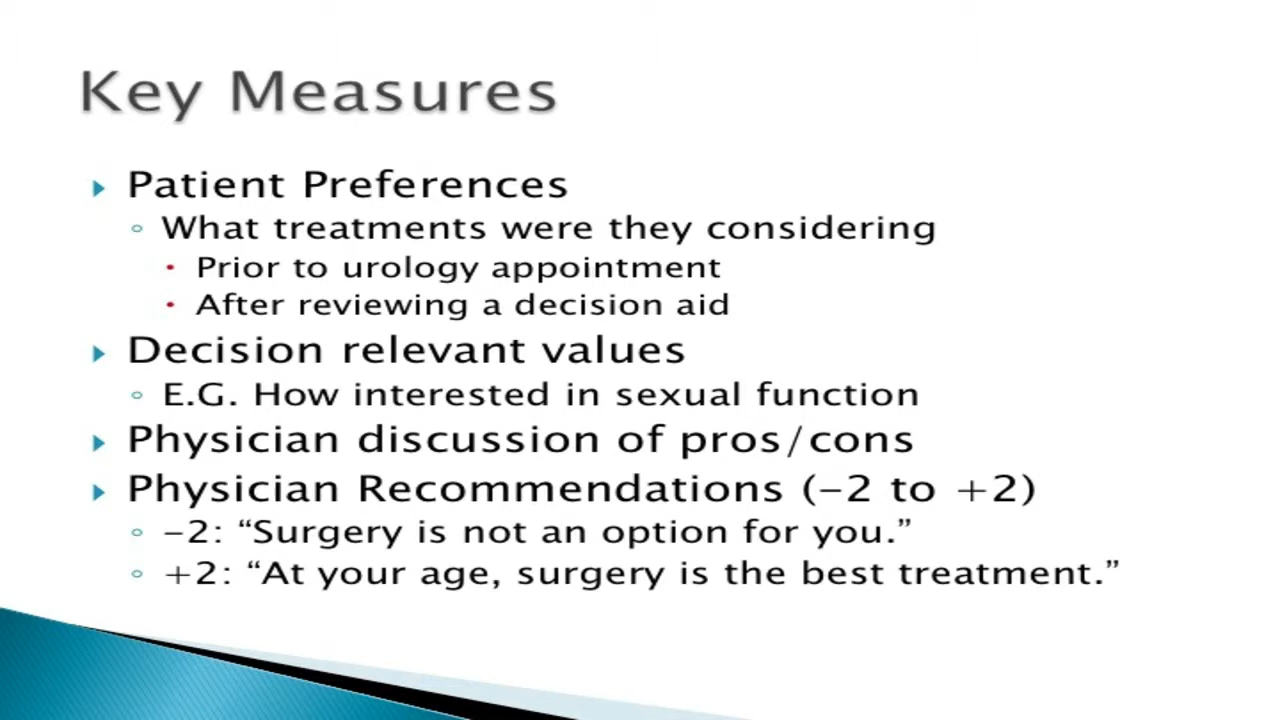 Key Measures
Patient Preferences
What treatments were they considering
Prior to urology appointment
After reviewing a decision aid
Decision relevant values
E.G. How interested in sexual function
Physician discussion of pros/cons
Physician Recommendations (-2 to +2)
-2: “Surgery is not an option for you.”
+2: “At your age, surgery is the best treatment.”